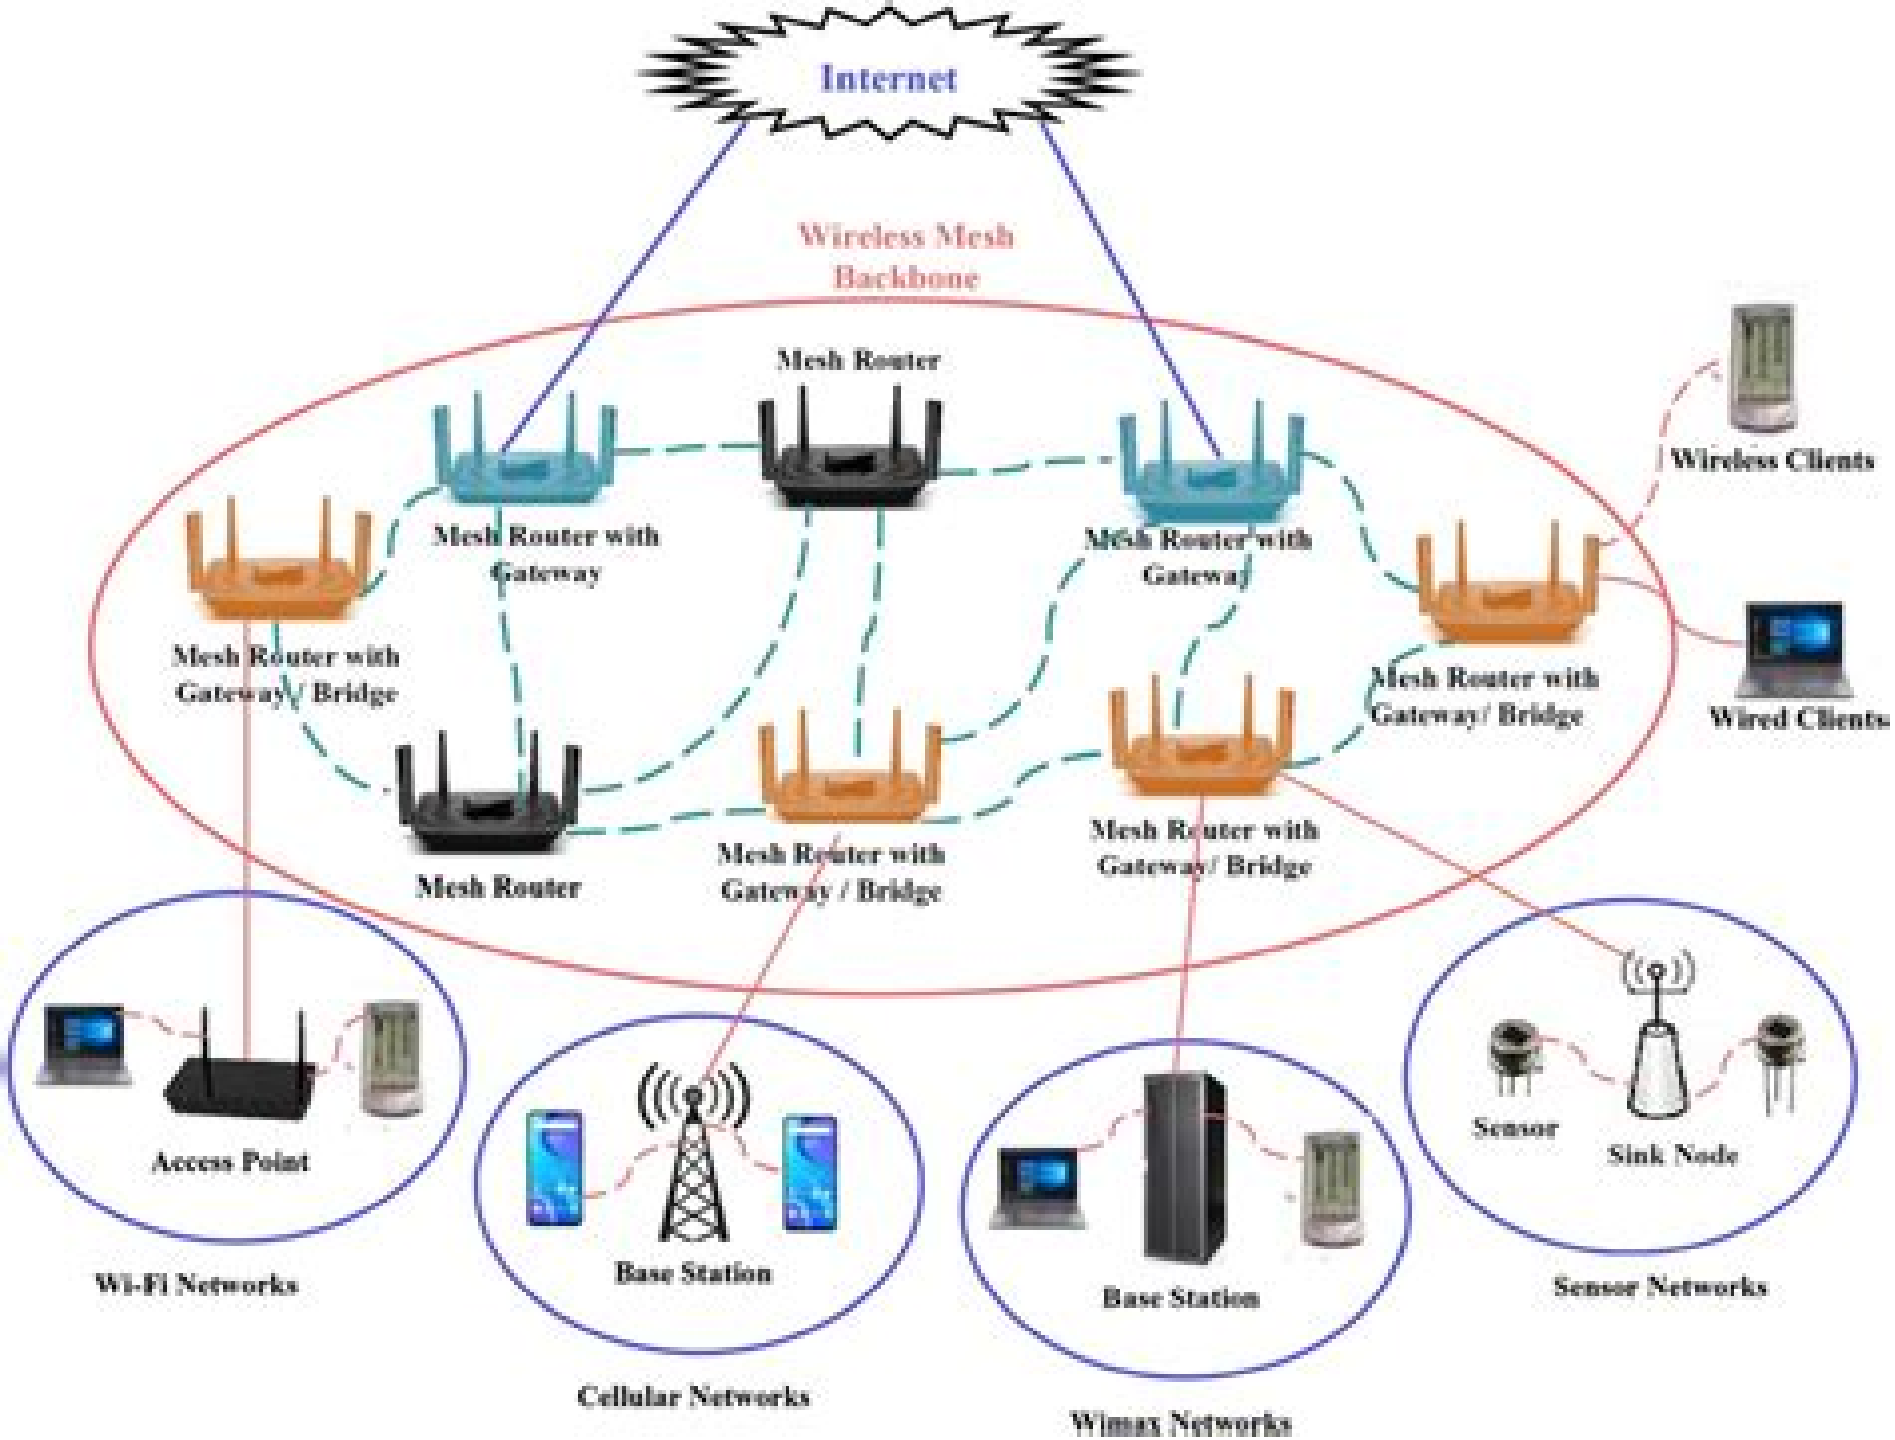 Internet
Wireless Mesh
Backbone
Mesh Router
Wireless Clients
Mesh Router with
Gateway
Mesh Router with
Gateway
Mesh Router with
Gateway / Bridge
Mesh Router with
Gateway/ Bridge
Wired Clients
Mesh Router
Mesh Router with
Gateway / Bridge
Mesh Router with
Gateway/ Bridge
Access Point
Wi-Fi Networks
Base Station
Cellular Networks
Base Station
Wimax Networks
Sensor
Sink Node
Sensor Networks